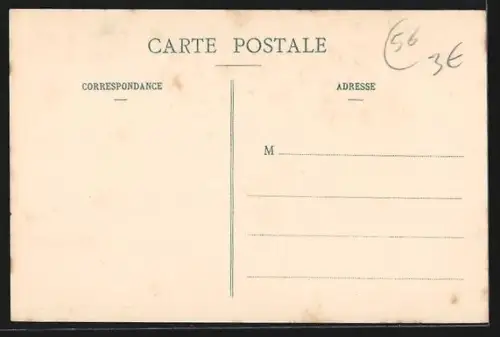 CARTE POSTALE
(56
3€
CORRESPONDANCE
ADRESSE
M